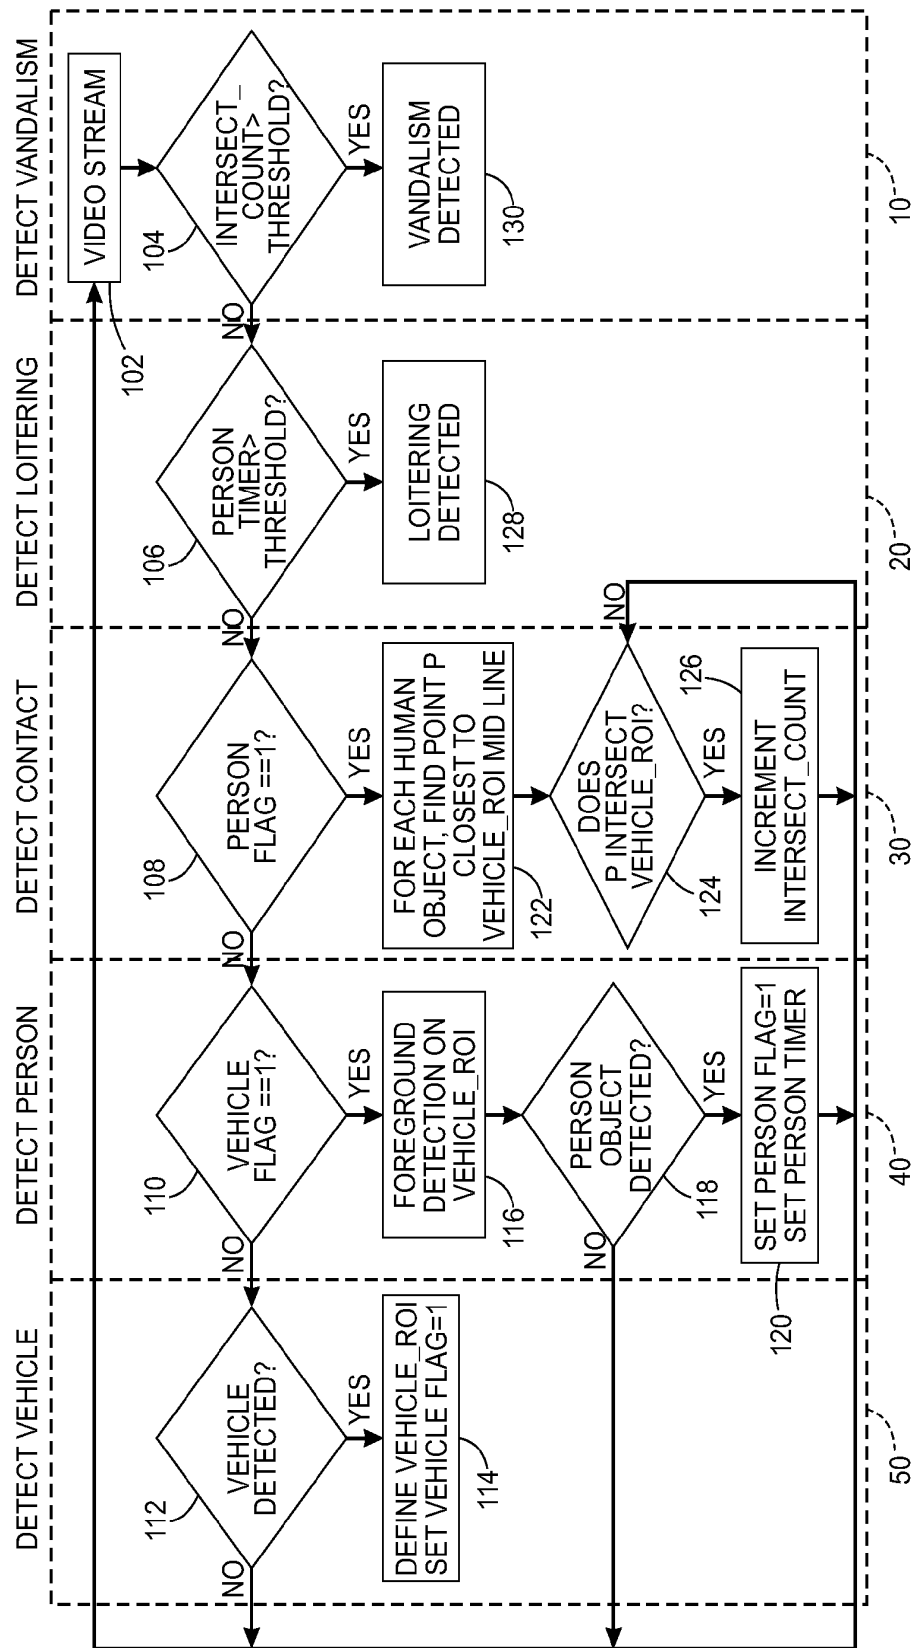 DETECT VEHICLE
DETECT PERSON
DETECT CONTACT
DETECT LOITERING
DETECT VANDALISM
VIDEO STREAM
102
INTERSECT_
COUNT>
THRESHOLD?
104
YES
NO
VANDALISM
DETECTED
130
10
PERSON
TIMER>
THRESHOLD?
106
YES
NO
LOITERING
DETECTED
128
20
PERSON
FLAG ==1?
108
YES
NO
FOR EACH HUMAN
OBJECT, FIND POINT P
CLOSEST TO
VEHICLE_ROI MID LINE
122
DOES
P INTERSECT
VEHICLE_ROI?
124
NO
YES
INCREMENT
INTERSECT_COUNT
126
30
VEHICLE
FLAG ==1?
110
YES
NO
FOREGROUND
DETECTION ON
VEHICLE_ROI
116
PERSON
OBJECT
DETECTED?
118
NO
YES
SET PERSON FLAG=1
SET PERSON TIMER
120
40
VEHICLE
DETECTED?
112
YES
NO
DEFINE VEHICLE_ROI
SET VEHICLE FLAG=1
114
50